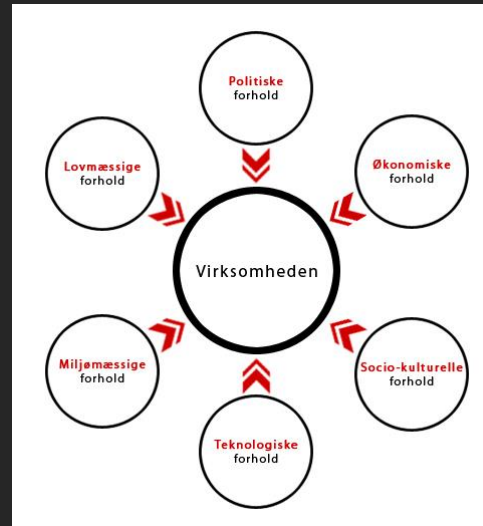 Politiske
forhold
Lovmæssige
forhold
Økonomiske
forhold
Virksomheden
Miljømæssige
forhold
Socio-kulturelle
forhold
Teknologiske
forhold